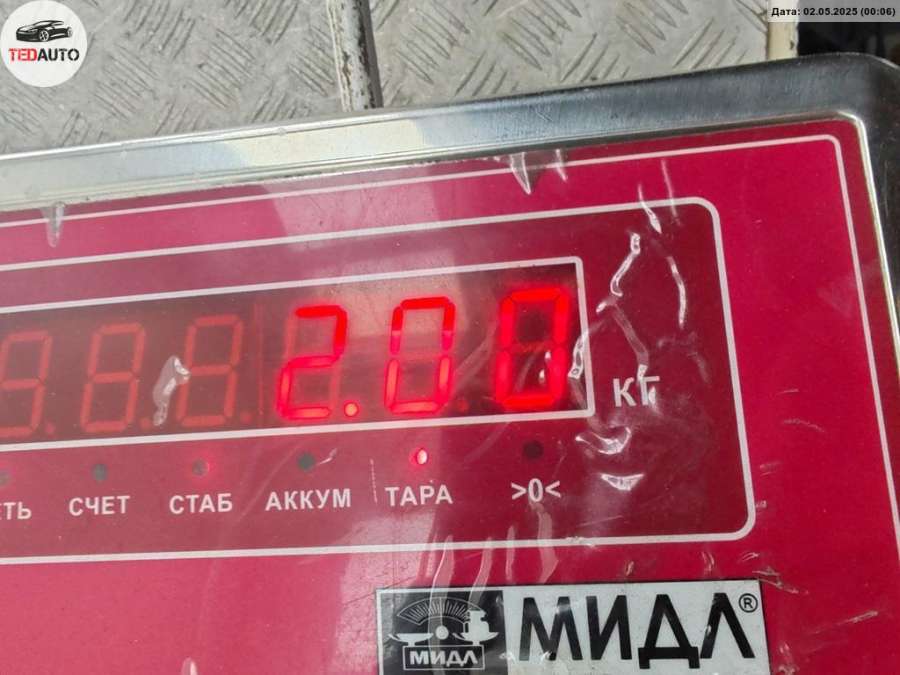 TEDAUTO
Дата: 02.05.2025 (00:06)
2.00
КГ
СЧЕТ СТАБ АККУМ ТАРА >0<
МИДЛ МИДЛ®